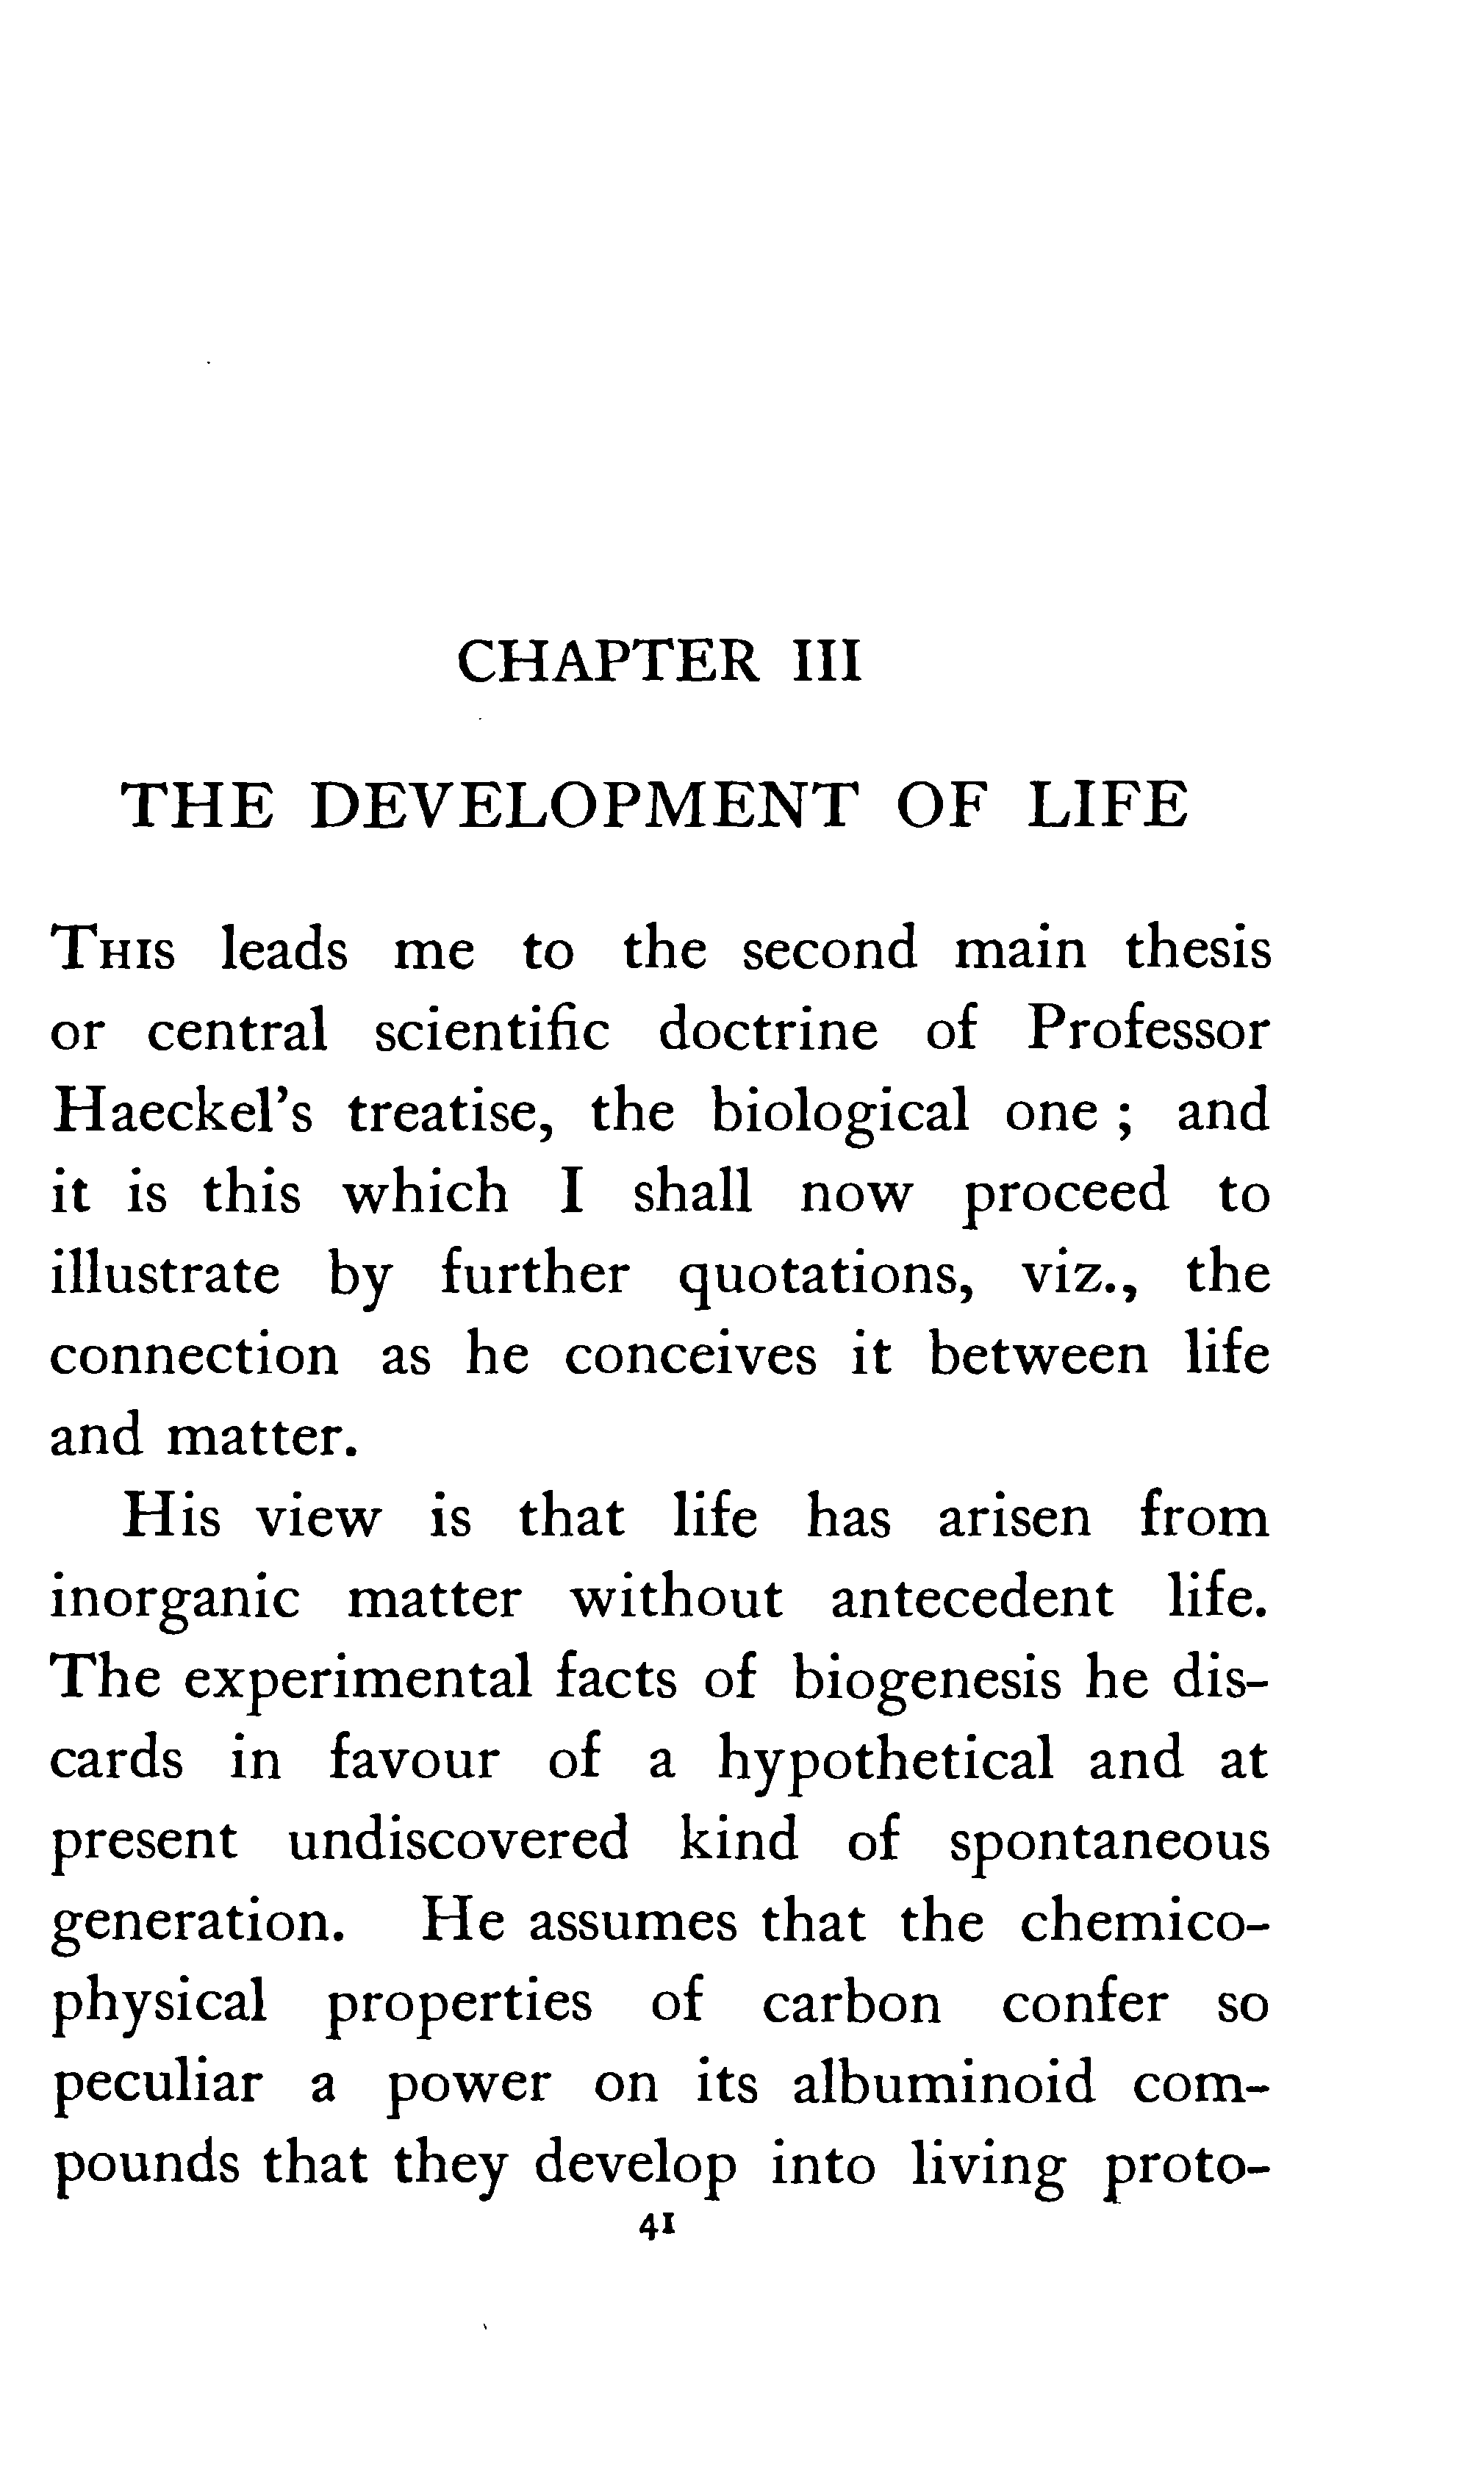 CHAPTER III
THE DEVELOPMENT OF LIFE
This leads me to the second main thesis
or central scientific doctrine of Professor
Haeckel's treatise, the biological one ; and
it is this which I shall now proceed to
illustrate by further quotations, viz., the
connection as he conceives it between life
and matter.
His view is that life has arisen from
inorganic matter without antecedent life.
The experimental facts of biogenesis he dis-
cards in favour of a hypothetical and at
present undiscovered kind of spontaneous
generation. He assumes that the chemico-
physical properties of carbon confer so
peculiar a power on its albuminoid com-
pounds that they develop into living proto-
41